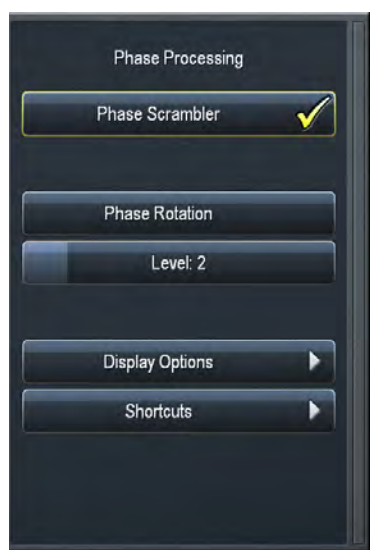 Phase Processing
Phase Scrambler
Phase Rotation
Level: 2
Display Options
Shortcuts